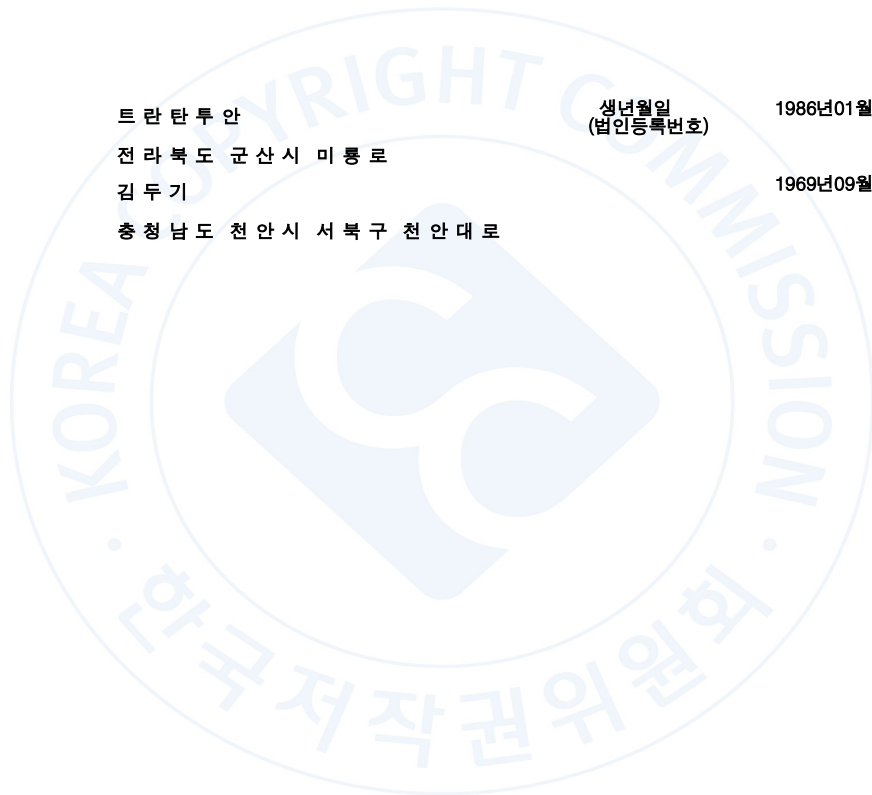 트란탄투안 생년월일 1986년01월
(법인등록번호)
전라북도 군산시 미룡로
김두기 1969년09월
충청남도 천안시 서북구 천안대로
KOREA COPYRIGHT COMMISSION
한국저작권위원회